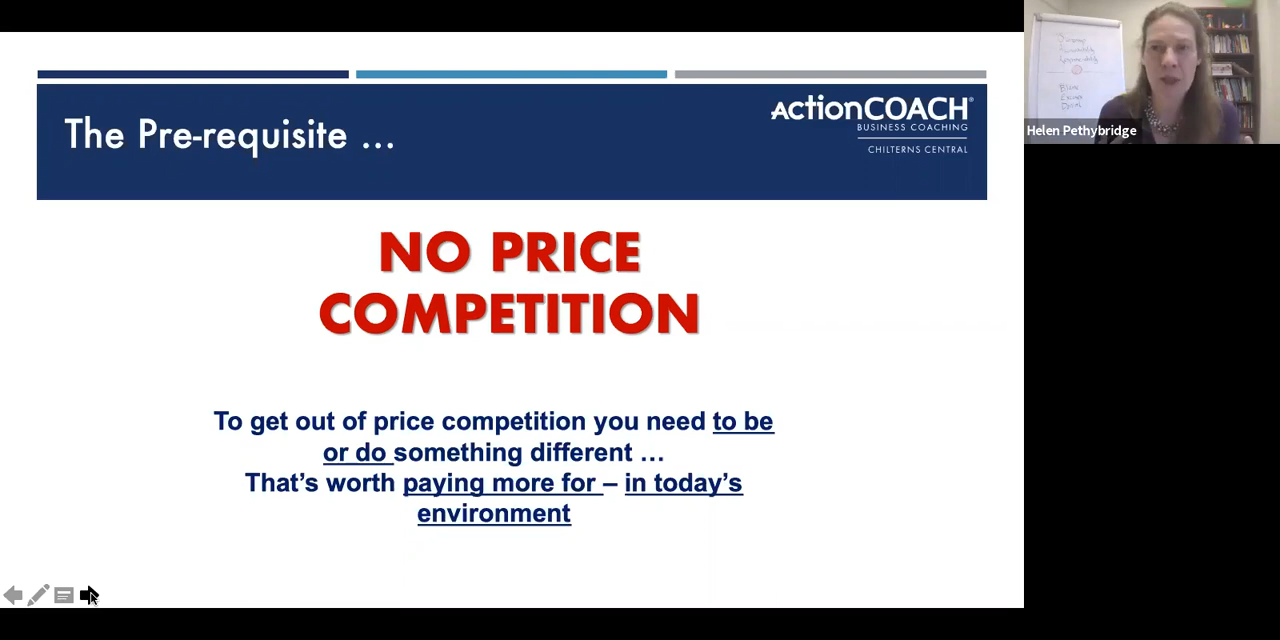 The Pre-requisite ...
ActionCOACH®
BUSINESS COACHING
CHILTERNS CENTRAL
NO PRICE
COMPETITION
To get out of price competition you need to be
or do something different ...
That's worth paying more for – in today's
environment
Helen Pethybridge